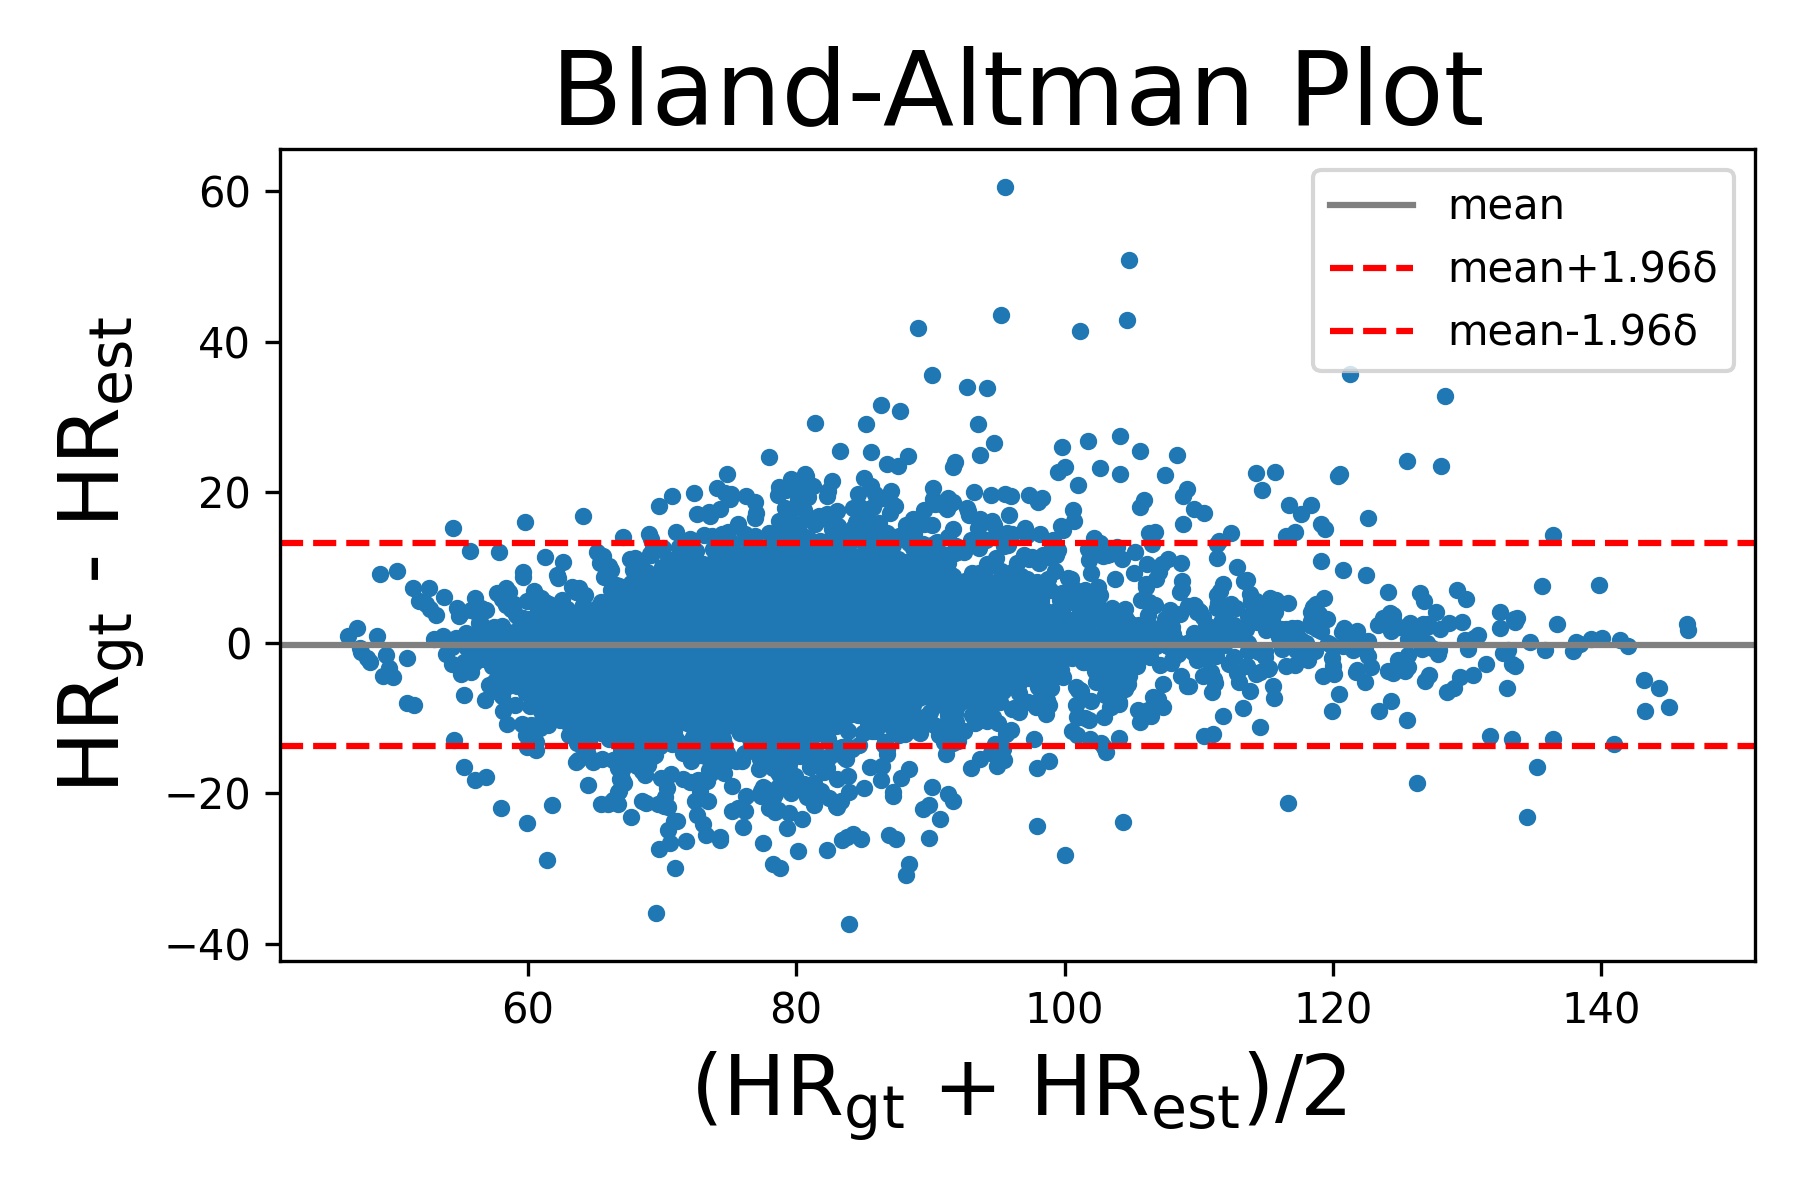 Bland-Altman Plot
HRgt - HRest
60
40
20
0
−20
−40
mean
mean+1.96δ
mean-1.96δ
60 80 100 120 140
(HRgt + HRest)/2